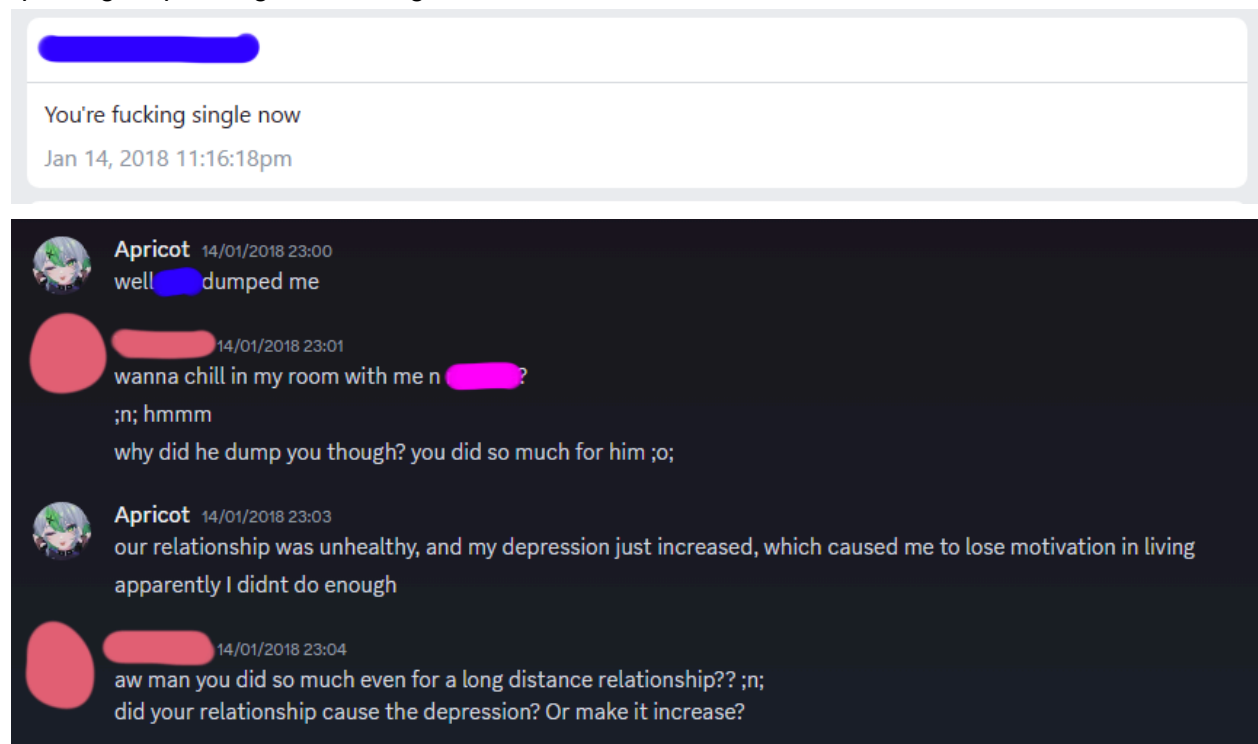 You're fucking single now
Jan 14, 2018 11:16:18pm
Apricot 14/01/2018 23:00
well dumped me
14/01/2018 23:01
wanna chill in my room with me n ?
;n; hmmm
why did he dump you though? you did so much for him ;o;
Apricot 14/01/2018 23:03
our relationship was unhealthy, and my depression just increased, which caused me to lose motivation in living
apparently I didnt do enough
14/01/2018 23:04
aw man you did so much even for a long distance relationship?? ;n;
did your relationship cause the depression? Or make it increase?